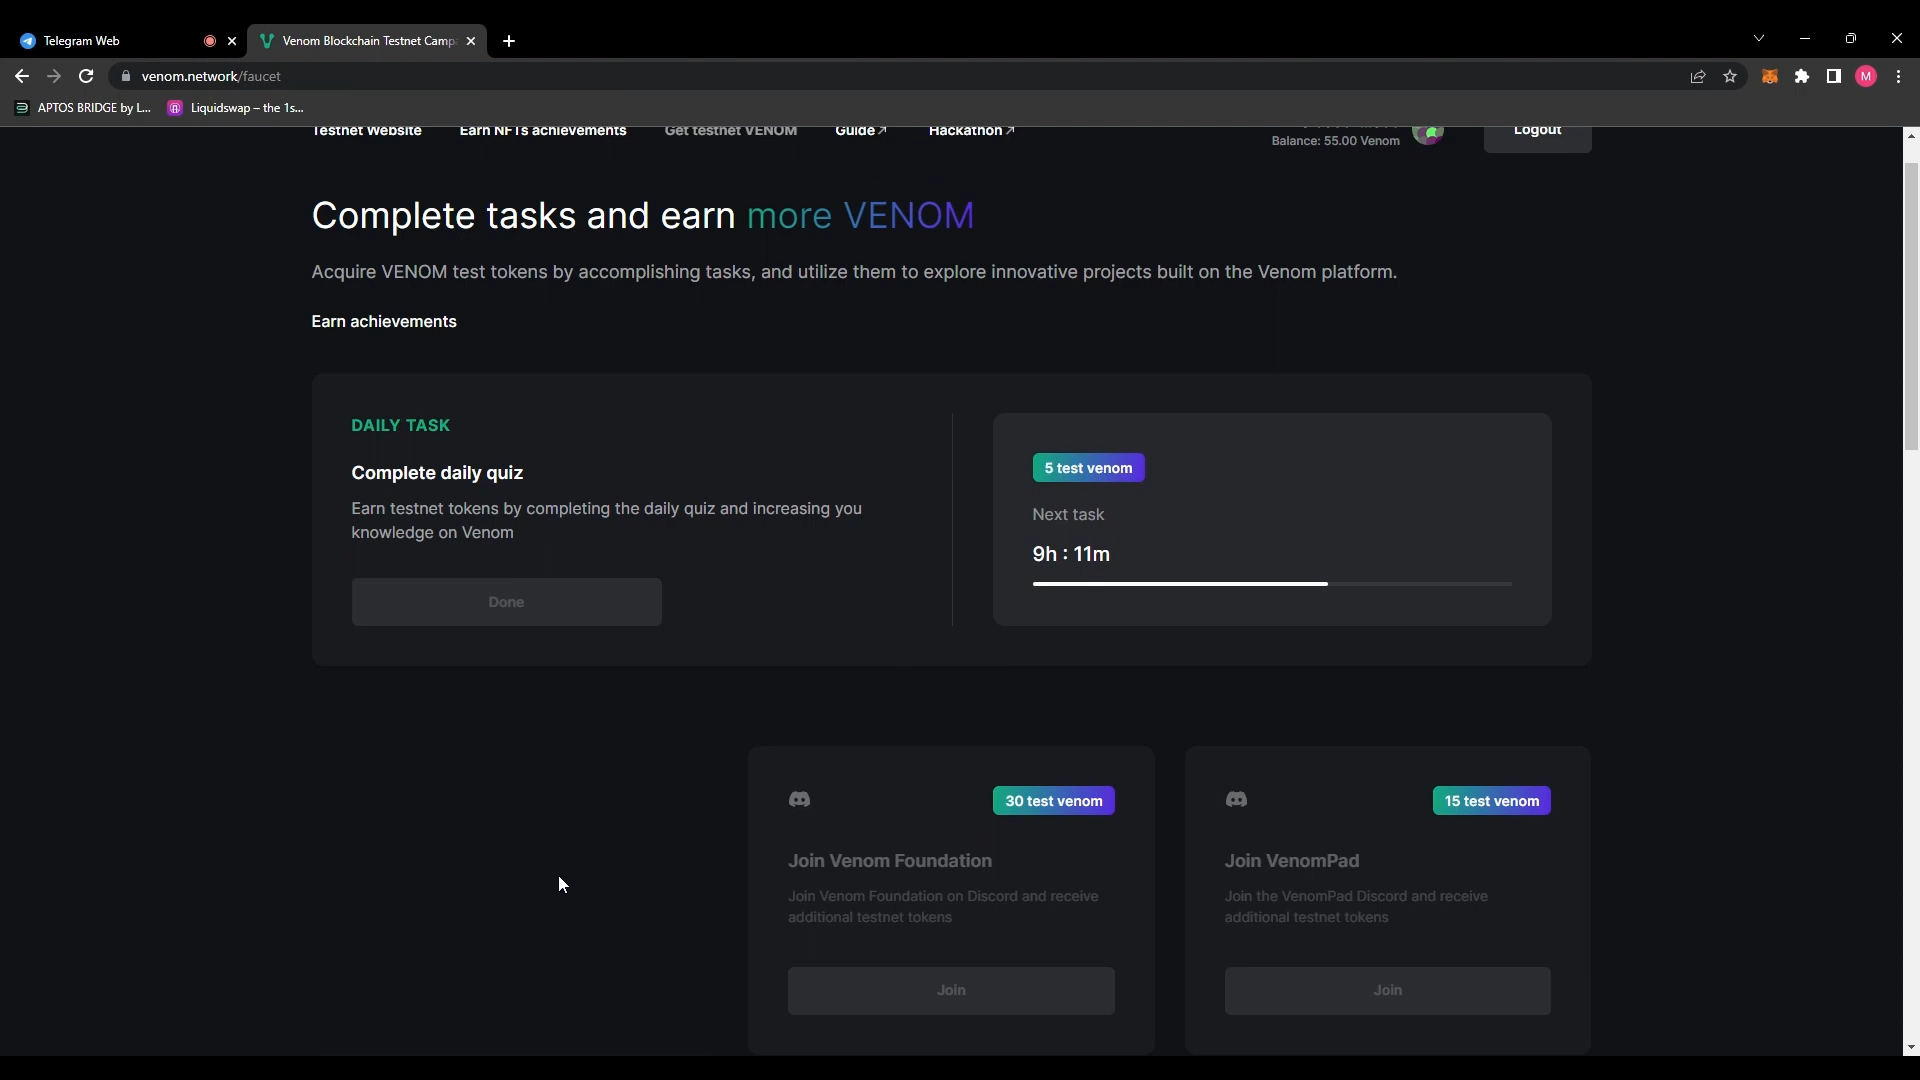 Telegram Web
Venom Blockchain Testnet Camp
venom.network/faucet
M
APTOS BRIDGE by L...
Liquidswap – the 1s...
Testnet Website
Earn NFTs achievements
Get testnet VENOM
Guide↗
Hackathon↗
Balance: 55.00 Venom
Logout
Complete tasks and earn more VENOM
Acquire VENOM test tokens by accomplishing tasks, and utilize them to explore innovative projects built on the Venom platform.
Earn achievements
DAILY TASK
Complete daily quiz
Earn testnet tokens by completing the daily quiz and increasing you
knowledge on Venom
Done
5 test venom
Next task
9h : 11m
30 test venom
Join Venom Foundation
Join Venom Foundation on Discord and receive
additional testnet tokens
Join
15 test venom
Join VenomPad
Join the VenomPad Discord and receive
additional testnet tokens
Join